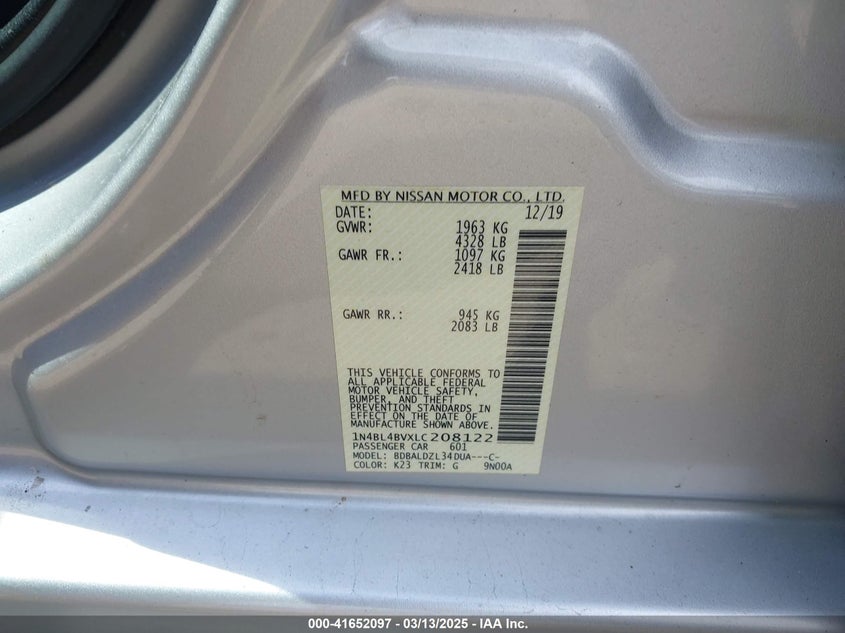 MFD BY NISSAN MOTOR CO., LTD.
DATE: 12/19
GVWR: 1963 KG
4328 LB
GAWR FR.: 1097 KG
2418 LB
GAWR RR.: 945 KG
2083 LB
THIS VEHICLE CONFORMS TO
ALL APPLICABLE FEDERAL
MOTOR VEHICLE SAFETY,
BUMPER, AND THEFT
PREVENTION STANDARDS IN
EFFECT ON THE DATE OF
MANUFACTURE SHOWN ABOVE.
1N4BL4BVXLC208122
PASSENGER CAR 601
MODEL: BDBALDZL34DUA---C-
COLOR: K23 TRIM: G 9N00A
000-41652097 - 03/13/2025 - IAA Inc.